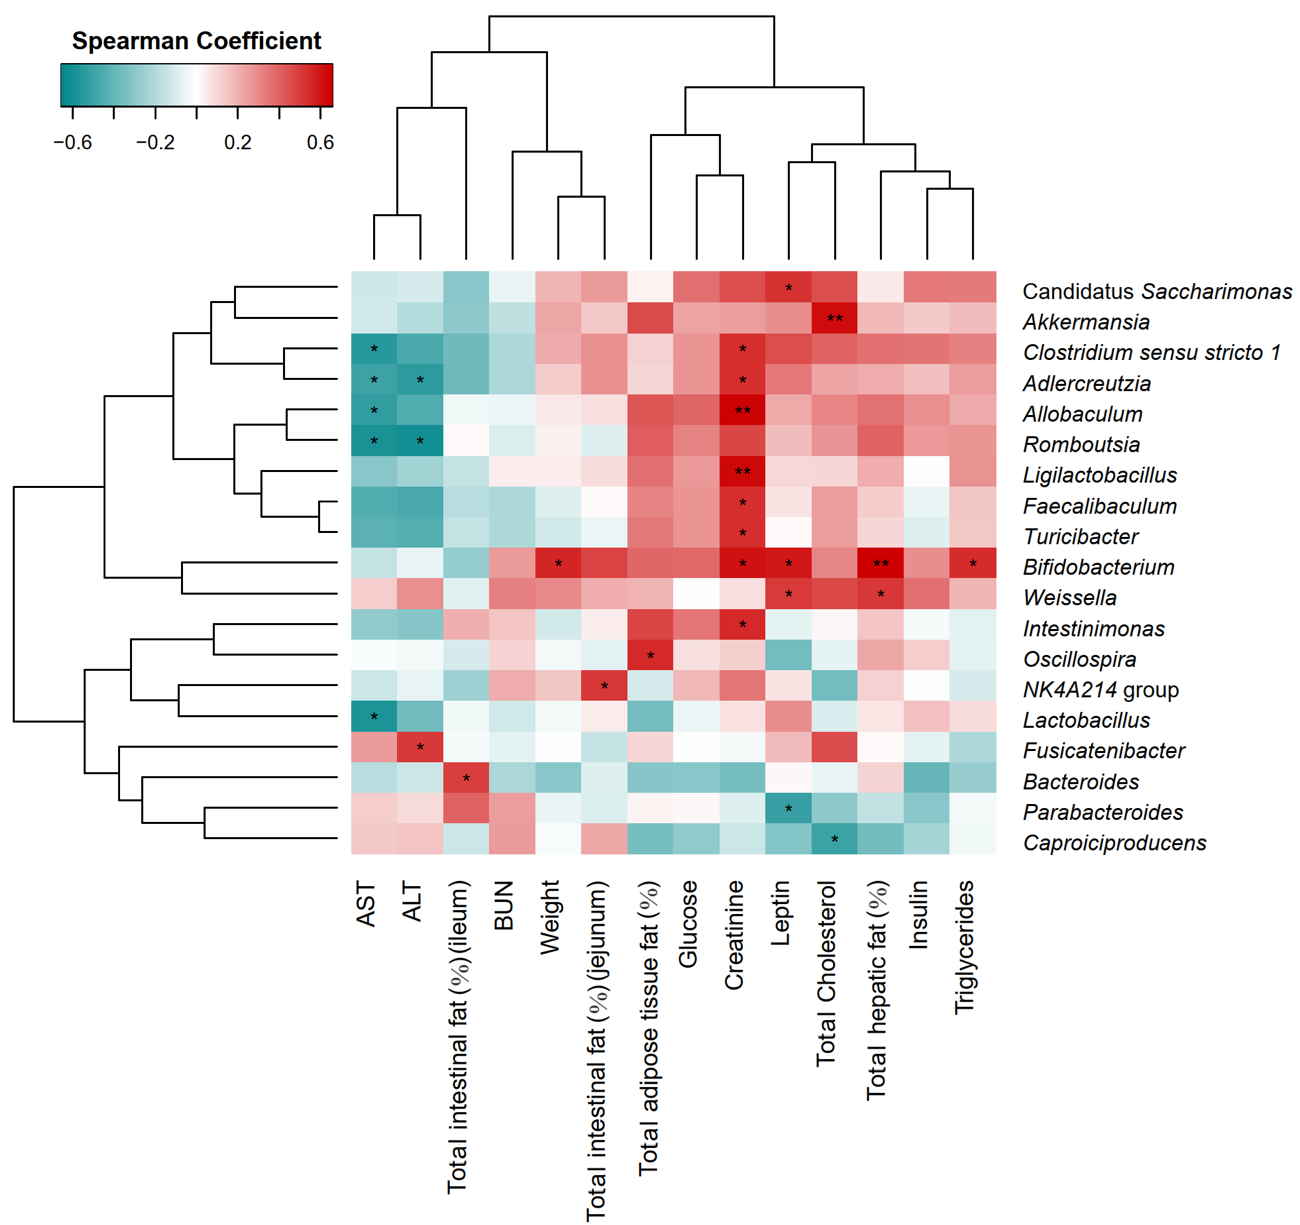 Spearman Coefficient
−0.6 −0.2 0.2 0.6
* Candidatus Saccharimonas
** Akkermansia
* * Clostridium sensu stricto 1
* * * Adlercreutzia
* ** Allobaculum
* * * Romboutsia
** Ligilactobacillus
* Faecalibaculum
* Turicibacter
* * * ** * Bifidobacterium
* * Weissella
* Intestinimonas
* Oscillospira
* NK4A214 group
* Lactobacillus
* Fusicatenibacter
* Bacteroides
* Parabacteroides
* Caproiciproducens
AST
ALT
Total intestinal fat (%) (ileum)
BUN
Weight
Total intestinal fat (%) (jejunum)
Total adipose tissue fat (%)
Glucose
Creatinine
Leptin
Total Cholesterol
Total hepatic fat (%)
Insulin
Triglycerides